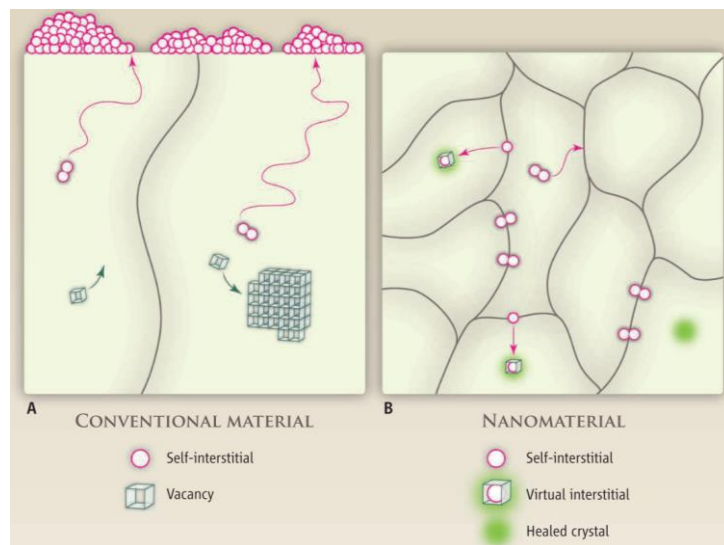 A
CONVENTIONAL MATERIAL
Self-interstitial
Vacancy
B
NANOMATERIAL
Self-interstitial
Virtual interstitial
Healed crystal